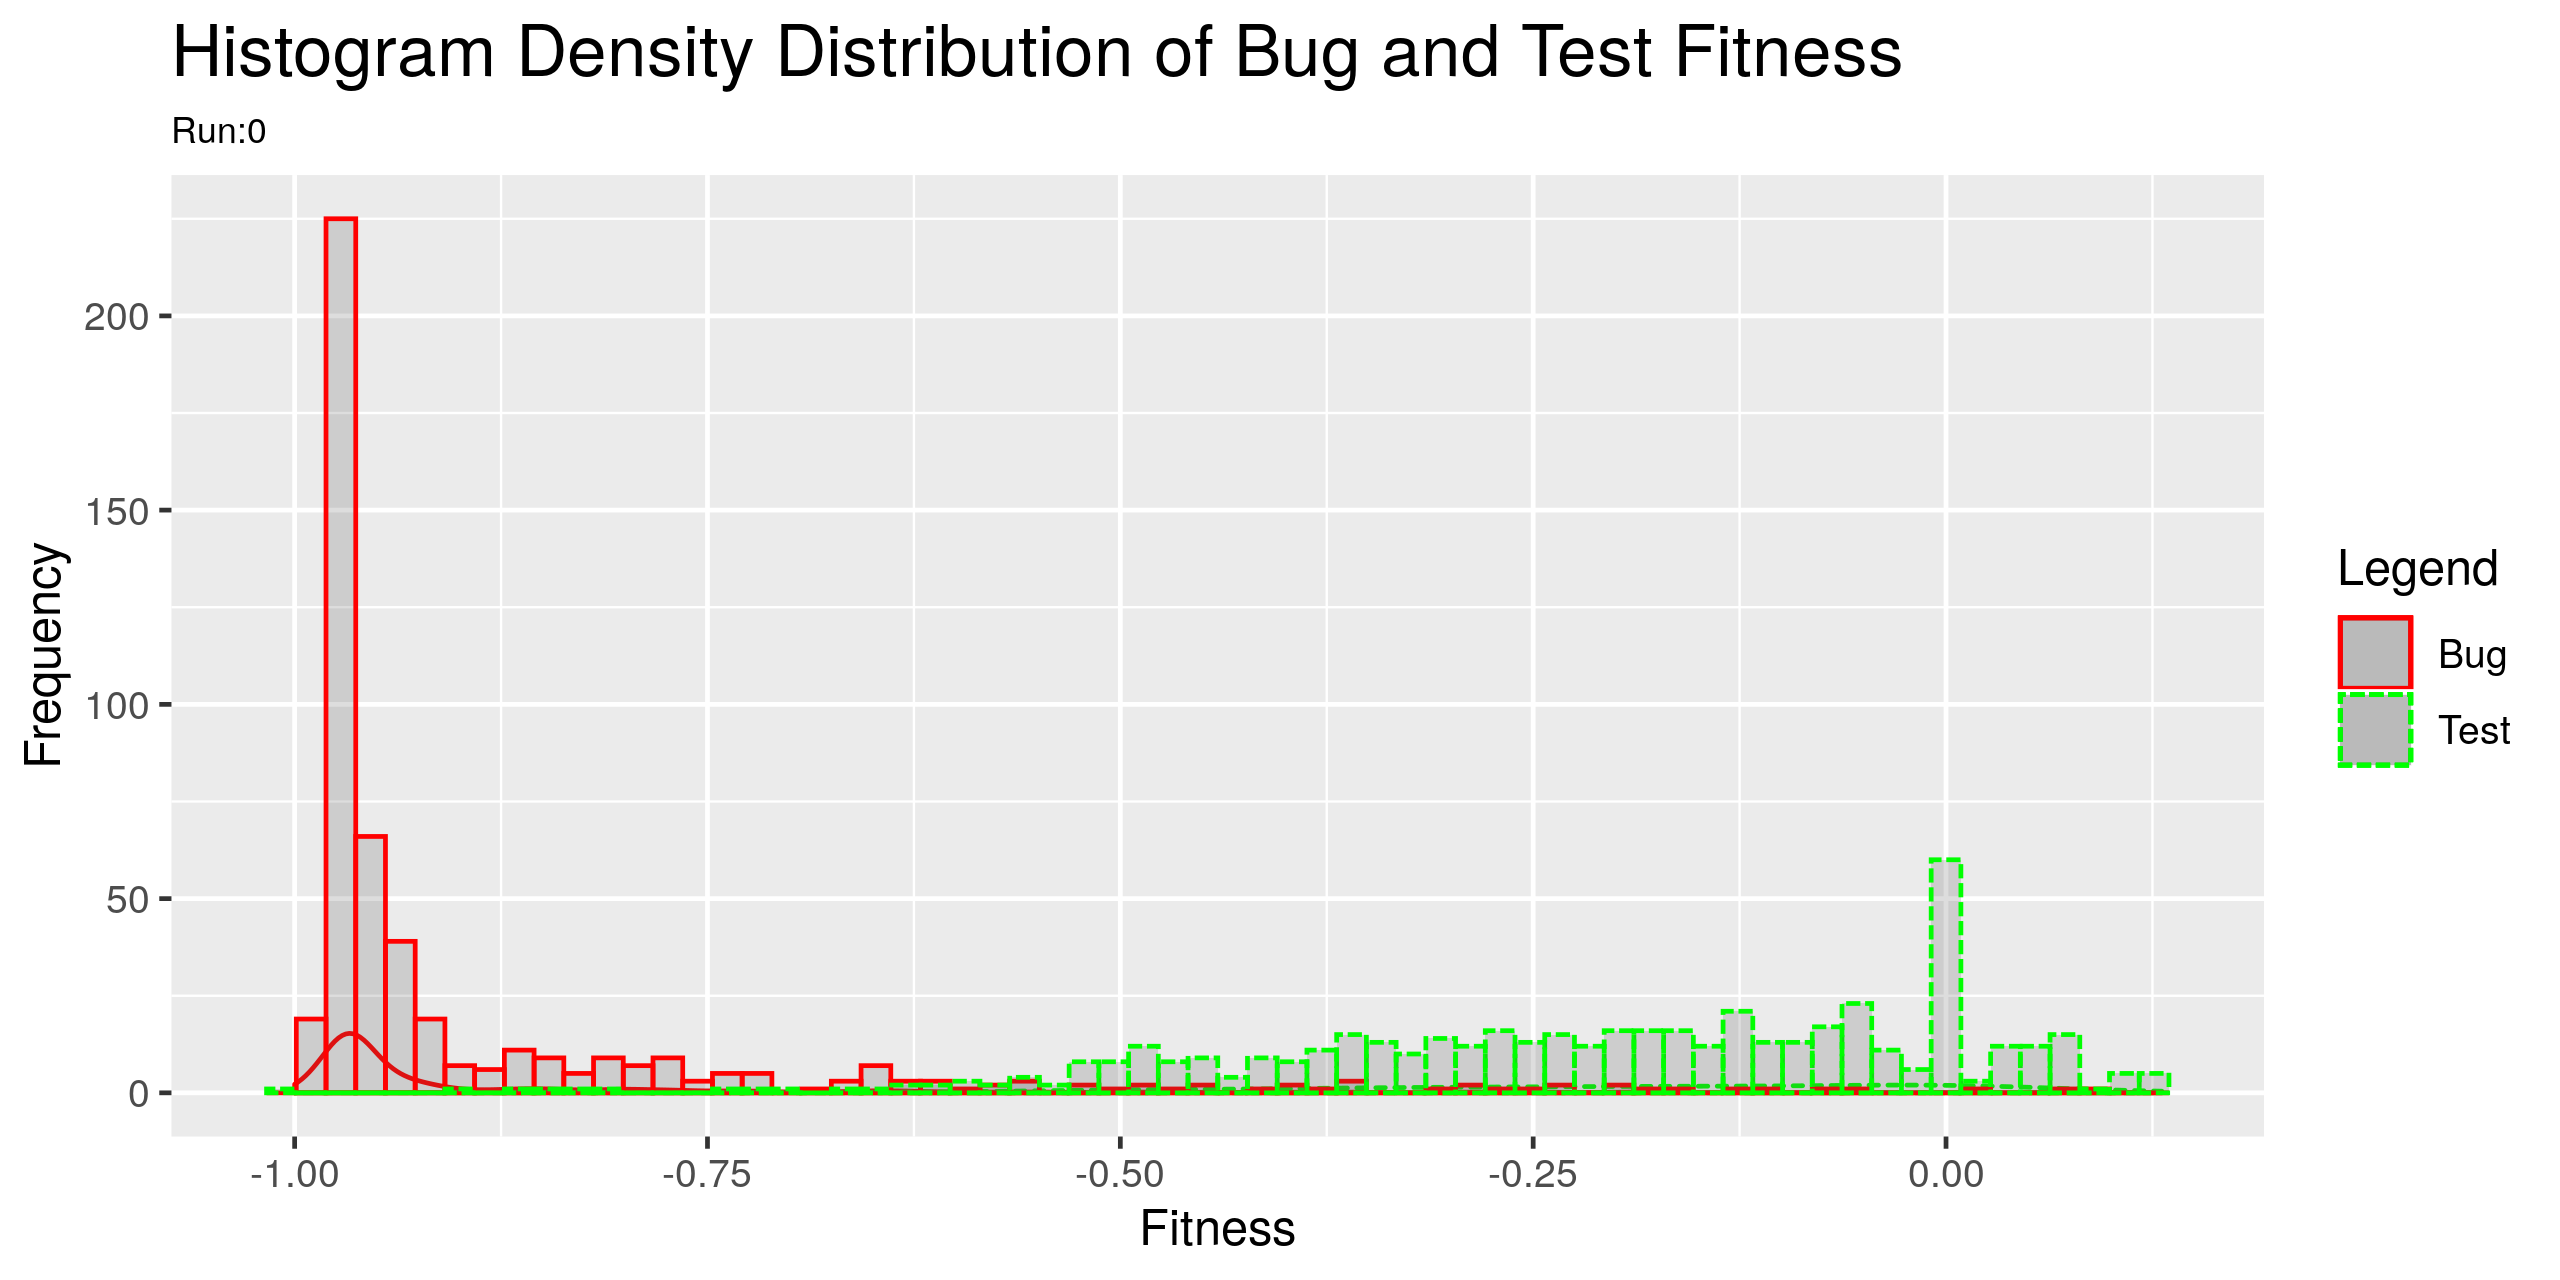 Histogram Density Distribution of Bug and Test Fitness
Run:0
Frequency
200
150
100
50
0
-1.00
-0.75
-0.50
-0.25
0.00
Fitness
Legend
Bug
Test